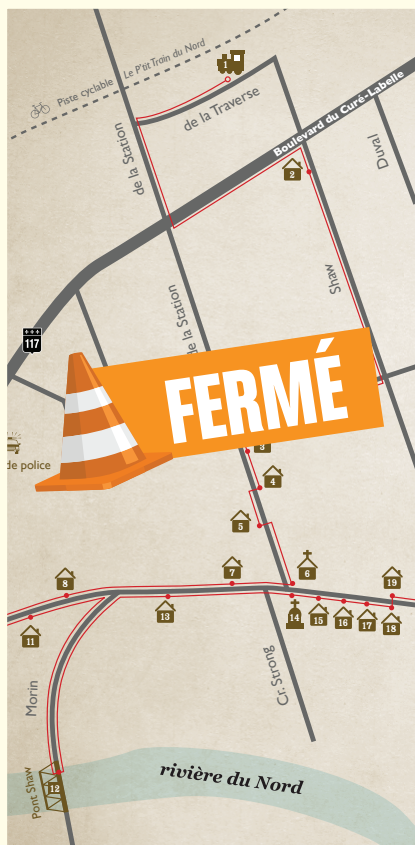 Piste cyclable Le P'tit Train du Nord
1
de la Traverse
de la Station
Boulevard du Curé-Labelle
Duval
2
Shaw
de la Station
117
FERMÉ
de police
3
4
5
6
7
8
19
11
13
14
15
16
17
18
Morin
Cr. Strong
Pont Shaw
12
rivière du Nord